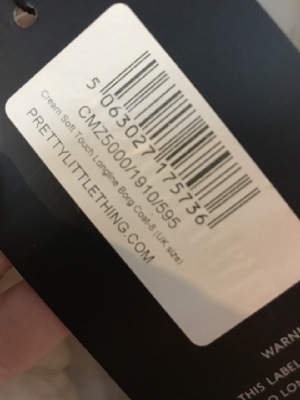 5 063027 175736
CMZ5000/1910/595
Cream Soft Touch Longline Borg Coat-8 (UK size)
PRETTYLITTLETHING.COM
WARN
THIS LABEL
O LON